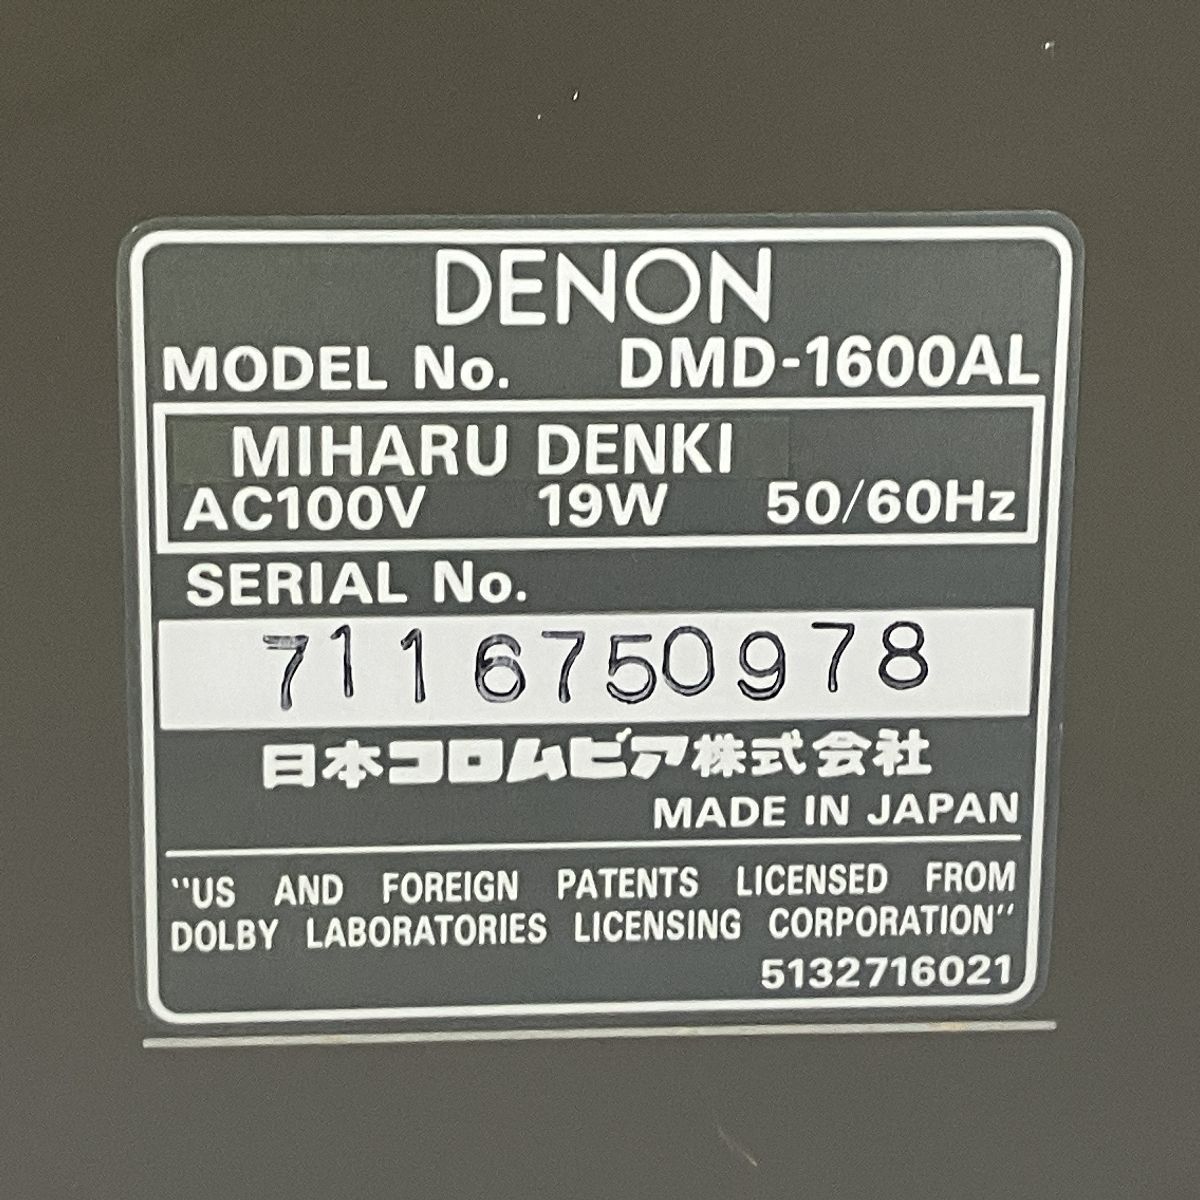 DENON
MODEL No. DMD-1600AL
MIHARU DENKI
AC100V 19W 50/60Hz
SERIAL No.
7116750978
日本コロムビア株式会社
MADE IN JAPAN
"US AND FOREIGN PATENTS LICENSED FROM
DOLBY LABORATORIES LICENSING CORPORATION"
5132716021